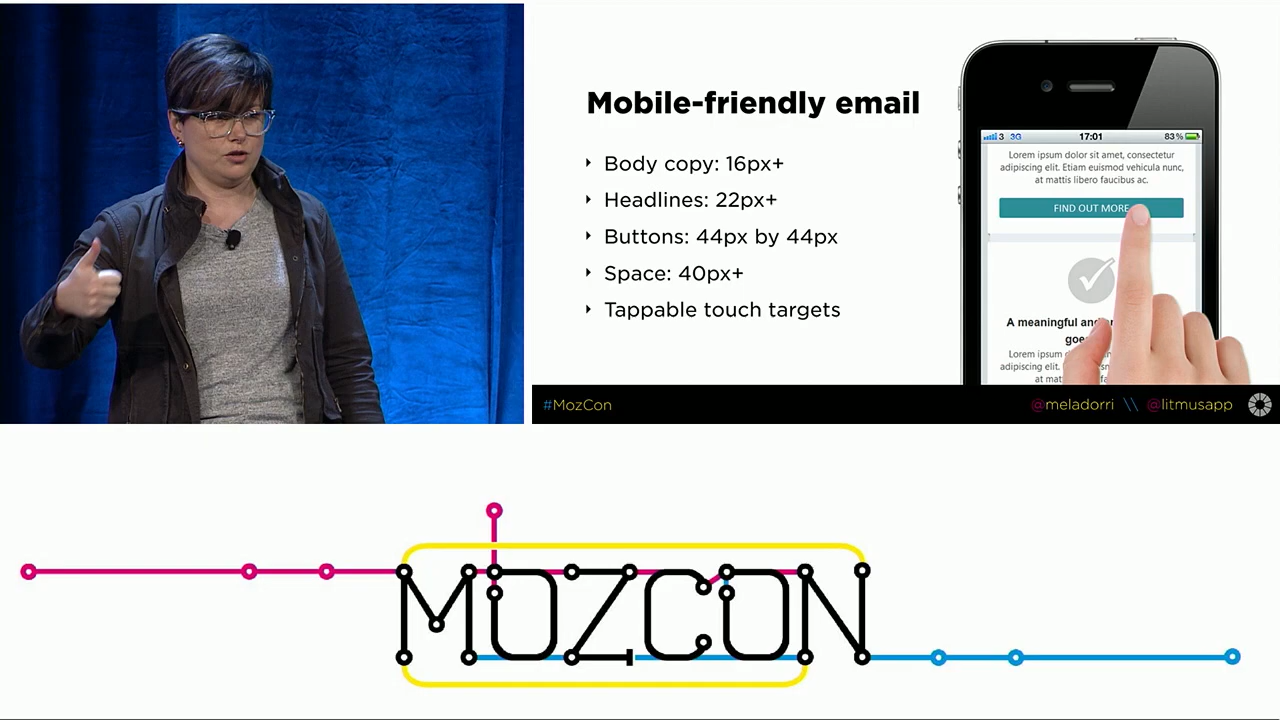 Mobile-friendly email
Body copy: 16px+
Headlines: 22px+
Buttons: 44px by 44px
Space: 40px+
Tappable touch targets
3 3G 17:01 83%
Lorem ipsum dolor sit amet, consectetur
adipiscing elit. Etiam euismod vehicula nunc,
at mattis libero faucibus ac.
FIND OUT MORE
A meaningful
Lorem ipsum
adipiscing elit.
#MozCon
@meladorri \\ @litmusapp
MOZCON